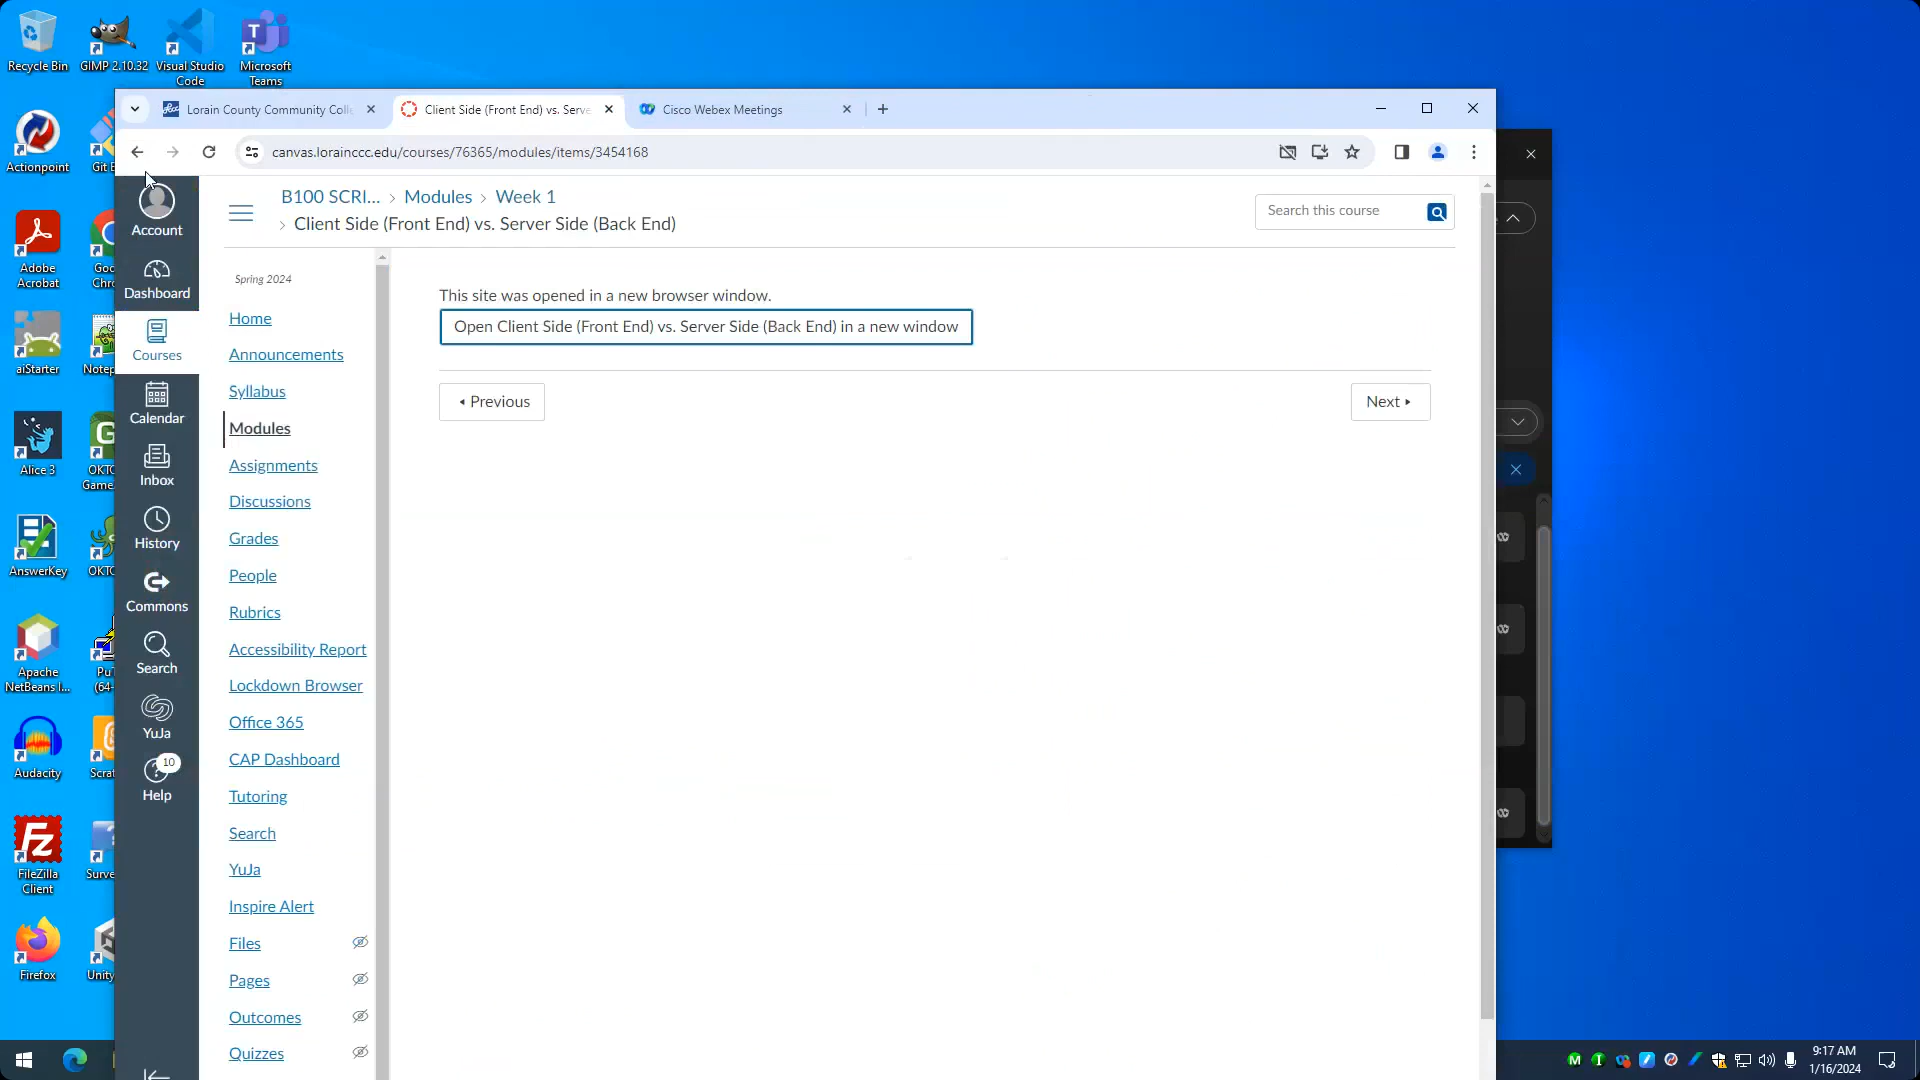 Recycle Bin
GIMP 2.10.32
Visual Studio
Code
Microsoft
Teams
Actionpoint
Git
Adobe
Acrobat
aiStarter
Alice 3
Game
AnswerKey
Apache
NetBeans I...
(64-
Audacity
FileZilla
Client
Firefox
Unity
Lorain County Community Coll
Client Side (Front End) vs. Serve
Cisco Webex Meetings
canvas.lorainccc.edu/courses/76365/modules/items/3454168
Account
Dashboard
Courses
Calendar
Inbox
History
Commons
Search
YuJa
10
Help
B100 SCRI... > Modules > Week 1
> Client Side (Front End) vs. Server Side (Back End)
Search this course
Spring 2024
Home
Announcements
Syllabus
Modules
Assignments
Discussions
Grades
People
Rubrics
Accessibility Report
Lockdown Browser
Office 365
CAP Dashboard
Tutoring
Search
YuJa
Inspire Alert
Files
Pages
Outcomes
Quizzes
This site was opened in a new browser window.
Open Client Side (Front End) vs. Server Side (Back End) in a new window
Previous
Next
9:17 AM
1/16/2024